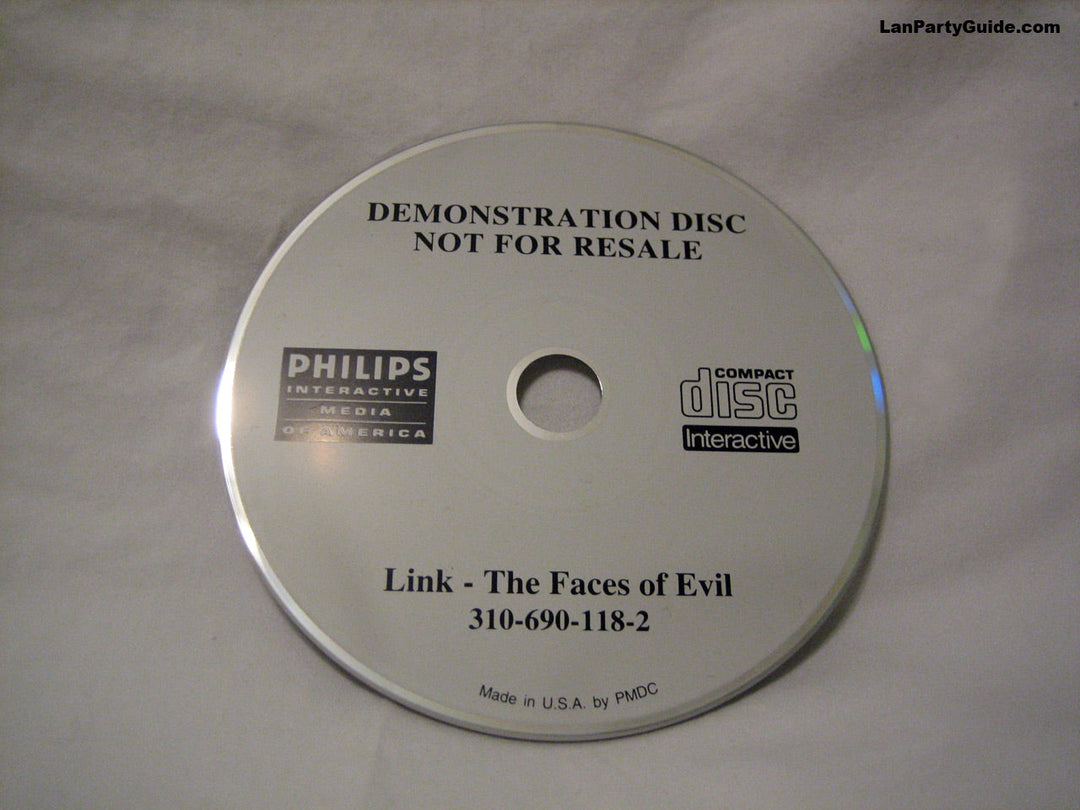 LanPartyGuide.com
DEMONSTRATION DISC
NOT FOR RESALE
PHILIPS
INTERACTIVE
MEDIA
OF AMERICA
COMPACT
disc
Interactive
Link - The Faces of Evil
310-690-118-2
Made in U.S.A. by PMDC